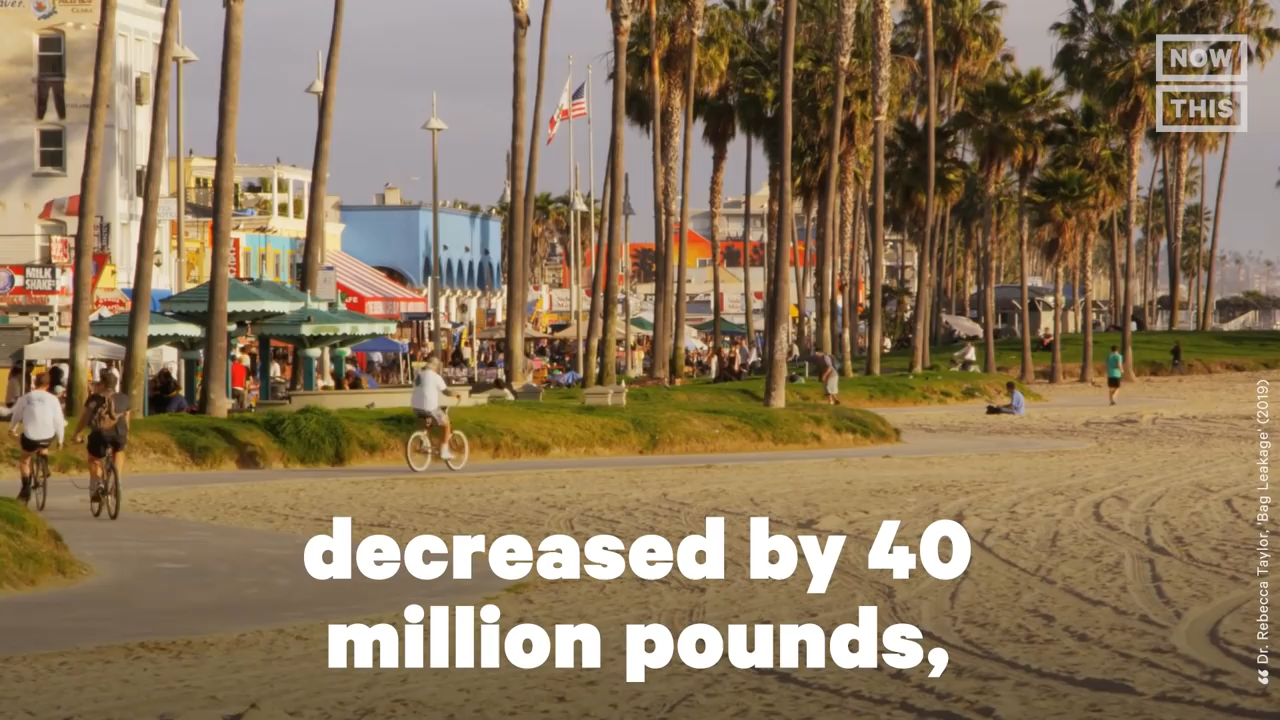 NOW
THIS
MILK
SHAKE
decreased by 40
million pounds,
“ Dr. Rebecca Taylor, 'Bag Leakage' (2019)